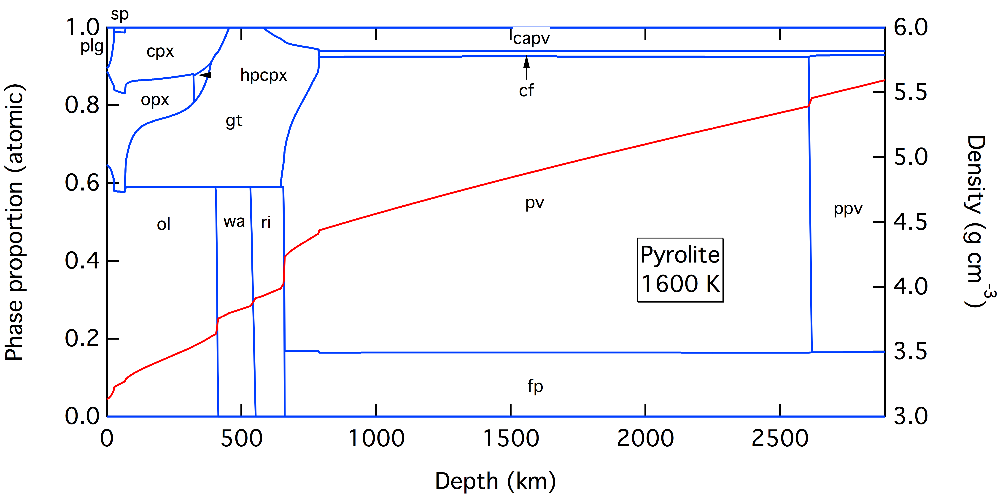 sp
1.0
6.0
plg
cpx
capv
hpcpx
cf
opx
0.8
5.5
gt
5.0
0.6
pv
ppv
ol
wa
ri
4.5
Pyrolite
1600 K
0.4
4.0
0.2
3.5
fp
0.0
3.0
0
500
1000
1500
2000
2500
Depth (km)
Phase proportion (atomic)
Density (g cm-3)